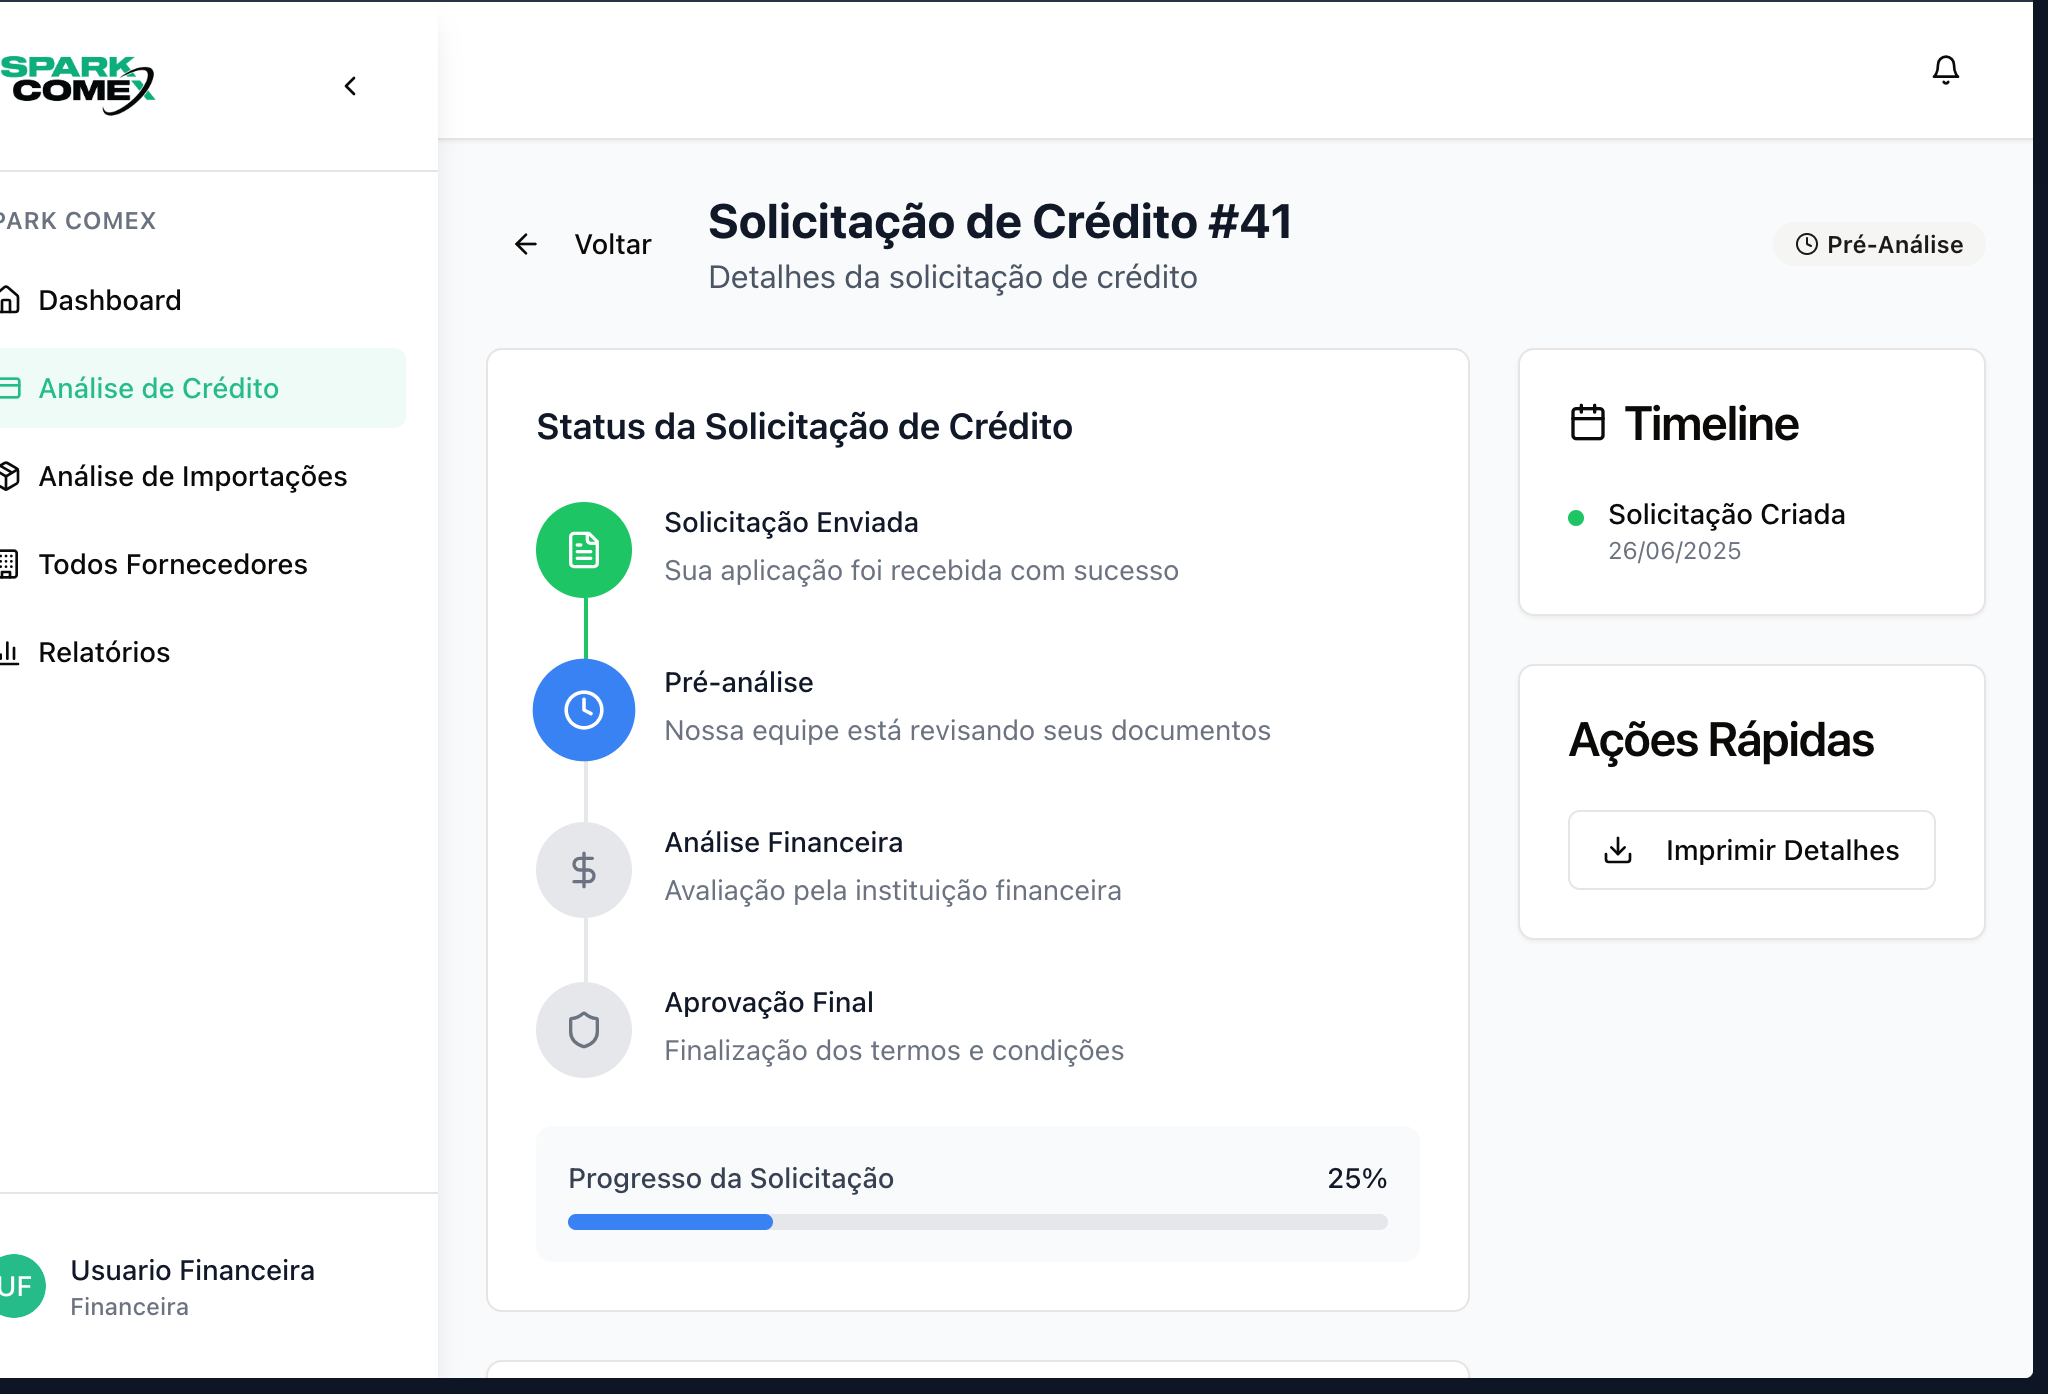 SPARK
COMEX
PARK COMEX
Dashboard
Análise de Crédito
Análise de Importações
Todos Fornecedores
Relatórios
UF
Usuario Financeira
Financeira
Voltar
Solicitação de Crédito #41
Detalhes da solicitação de crédito
Pré-Análise
Status da Solicitação de Crédito
Solicitação Enviada
Sua aplicação foi recebida com sucesso
Pré-análise
Nossa equipe está revisando seus documentos
Análise Financeira
Avaliação pela instituição financeira
Aprovação Final
Finalização dos termos e condições
Progresso da Solicitação 25%
Timeline
Solicitação Criada
26/06/2025
Ações Rápidas
Imprimir Detalhes